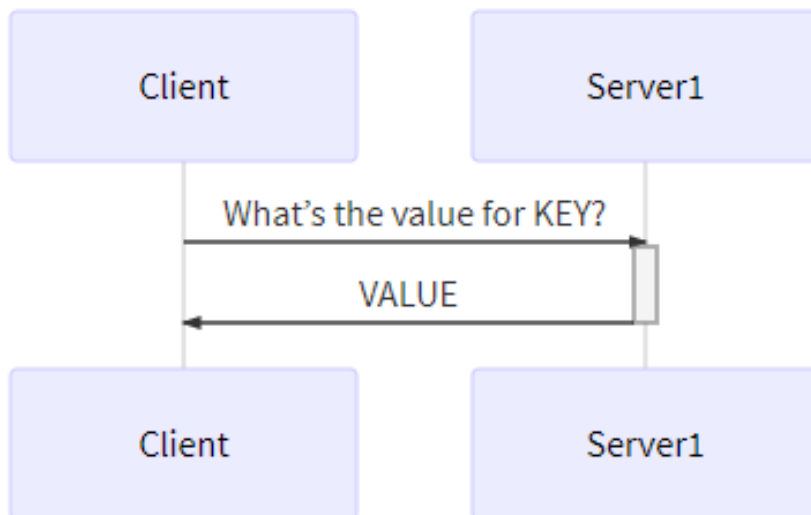 Client
Server1
What’s the value for KEY?
VALUE
Client
Server1